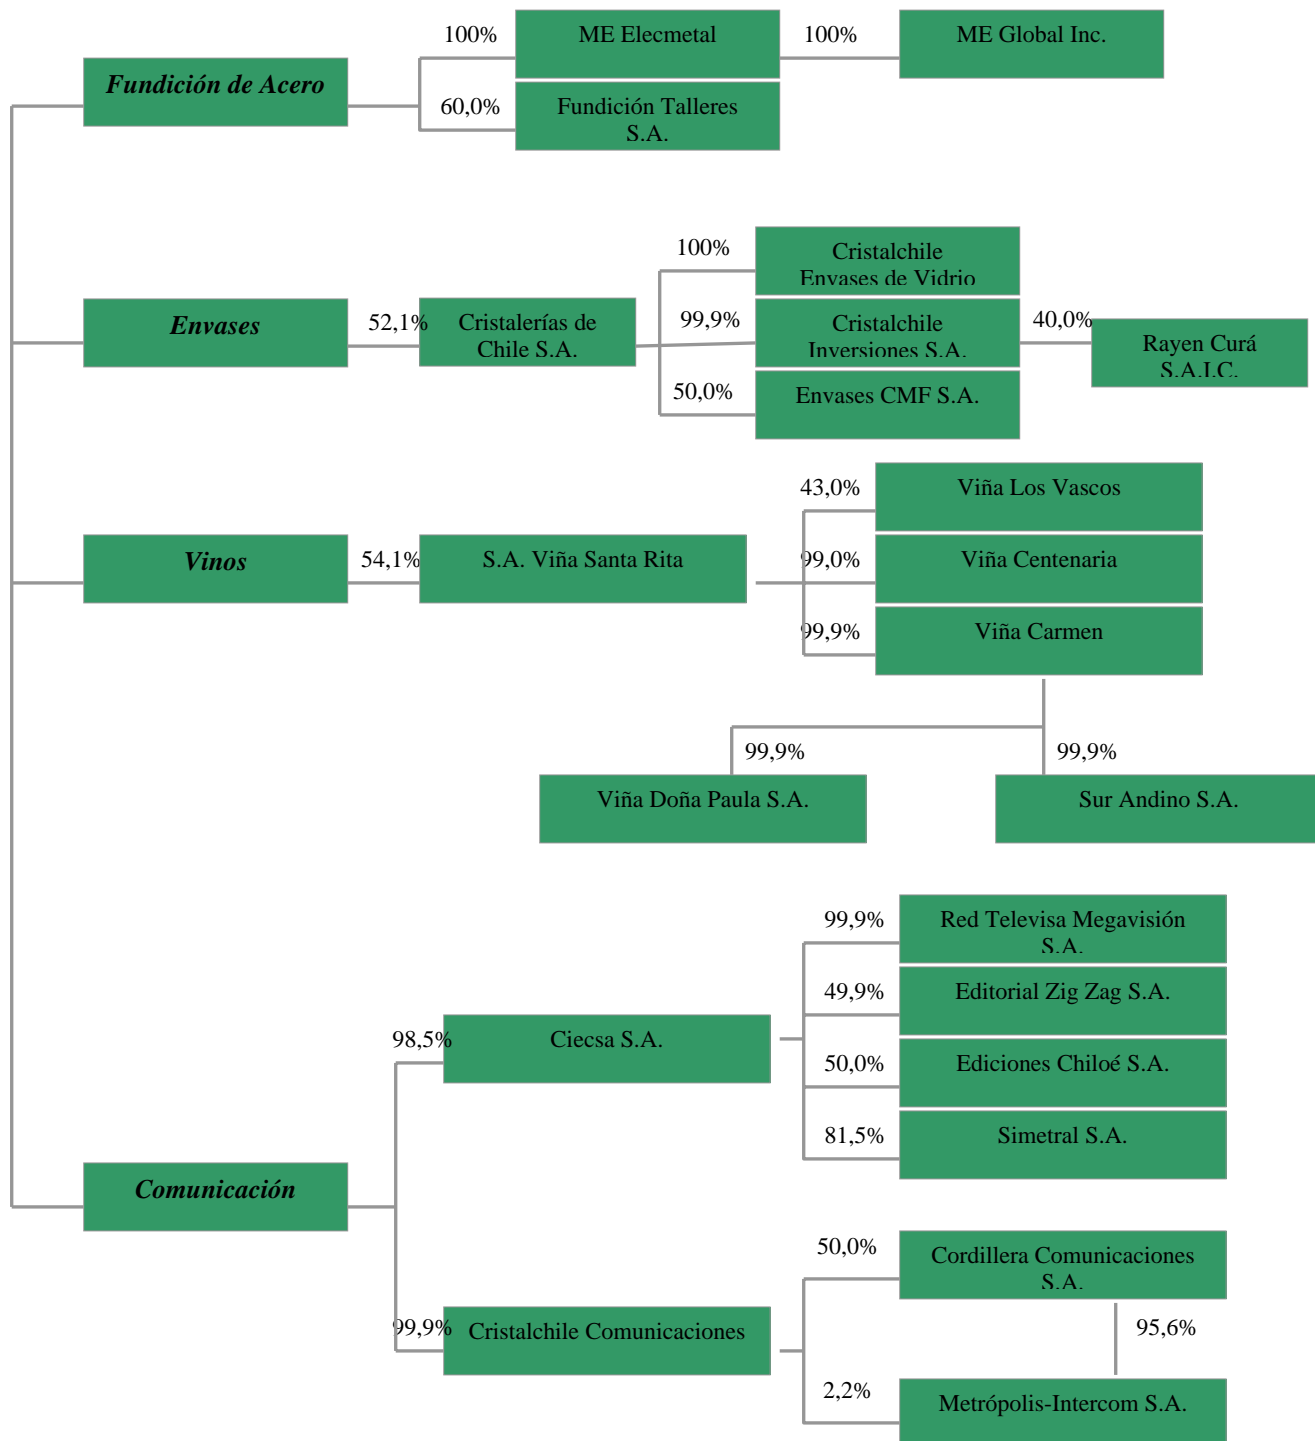 100%
ME Elecmetal
100%
ME Global Inc.
Fundición de Acero
60,0%
Fundición Talleres
S.A.
100%
Cristalchile
Envases de Vidrio
Envases
52,1%
Cristalerías de
Chile S.A.
99,9%
Cristalchile
Inversiones S.A.
40,0%
Rayen Curá
S.A.I.C.
50,0%
Envases CMF S.A.
43,0%
Viña Los Vascos
Vinos
54,1%
S.A. Viña Santa Rita
99,0%
Viña Centenaria
99,9%
Viña Carmen
99,9%
99,9%
Viña Doña Paula S.A.
Sur Andino S.A.
99,9%
Red Televisa Megavisión
S.A.
49,9%
Editorial Zig Zag S.A.
98,5%
Ciecsa S.A.
50,0%
Ediciones Chiloé S.A.
81,5%
Simetral S.A.
Comunicación
50,0%
Cordillera Comunicaciones
S.A.
99,9%
Cristalchile Comunicaciones
95,6%
2,2%
Metrópolis-Intercom S.A.